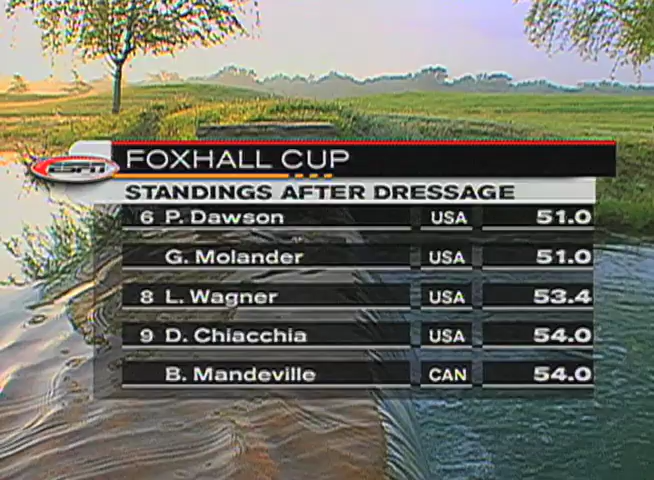 ESPN
FOXHALL CUP
STANDINGS AFTER DRESSAGE
6 P. DAWSON USA 51.0
G. MOLANDER USA 51.0
8 L. WAGNER USA 53.4
9 D. CHIACCHIA USA 54.0
B. MANDEVILLE CAN 54.0